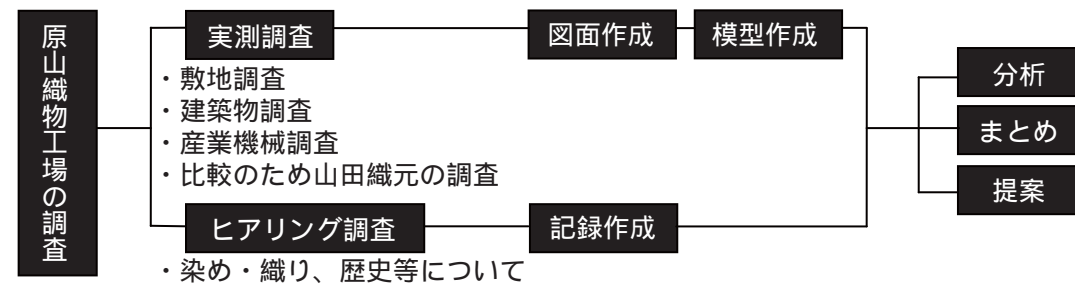 原山織物工場の調査
実測調査
・敷地調査
・建築物調査
・産業機械調査
・比較のため山田織元の調査
ヒアリング調査
・染め・織り、歴史等について
図面作成
模型作成
記録作成
分析
まとめ
提案